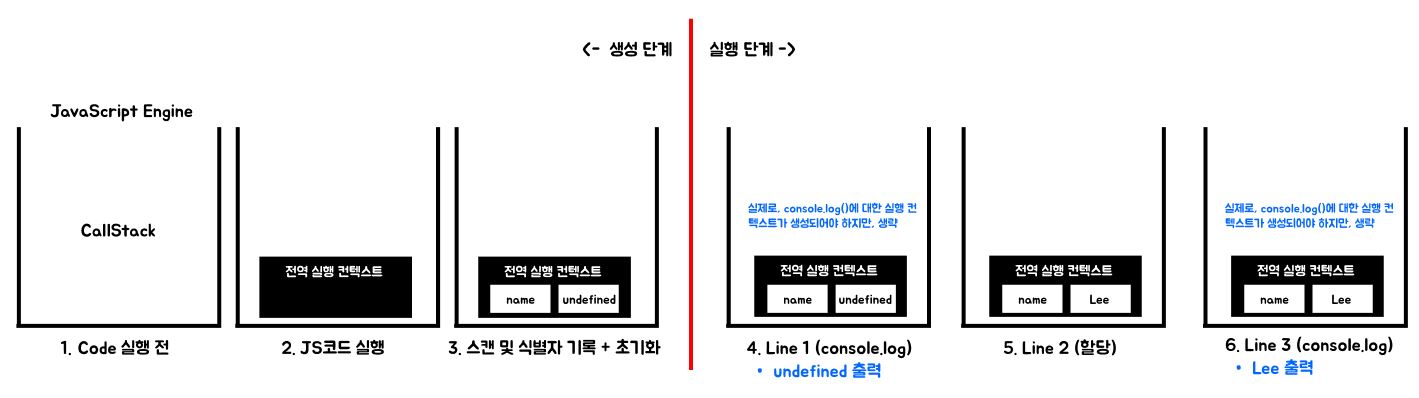 <- 생성 단계
실행 단계 ->
JavaScript Engine
CallStack
1. Code 실행 전
전역 실행 컨텍스트
2. JS코드 실행
전역 실행 컨텍스트
name
undefined
3. 스캔 및 식별자 기록 + 초기화
실제로, console.log()에 대한 실행 컨
텍스트가 생성되어야 하지만, 생략
전역 실행 컨텍스트
name
undefined
4. Line 1 (console.log)
• undefined 출력
전역 실행 컨텍스트
name
Lee
5. Line 2 (할당)
실제로, console.log()에 대한 실행 컨
텍스트가 생성되어야 하지만, 생략
전역 실행 컨텍스트
name
Lee
6. Line 3 (console.log)
• Lee 출력